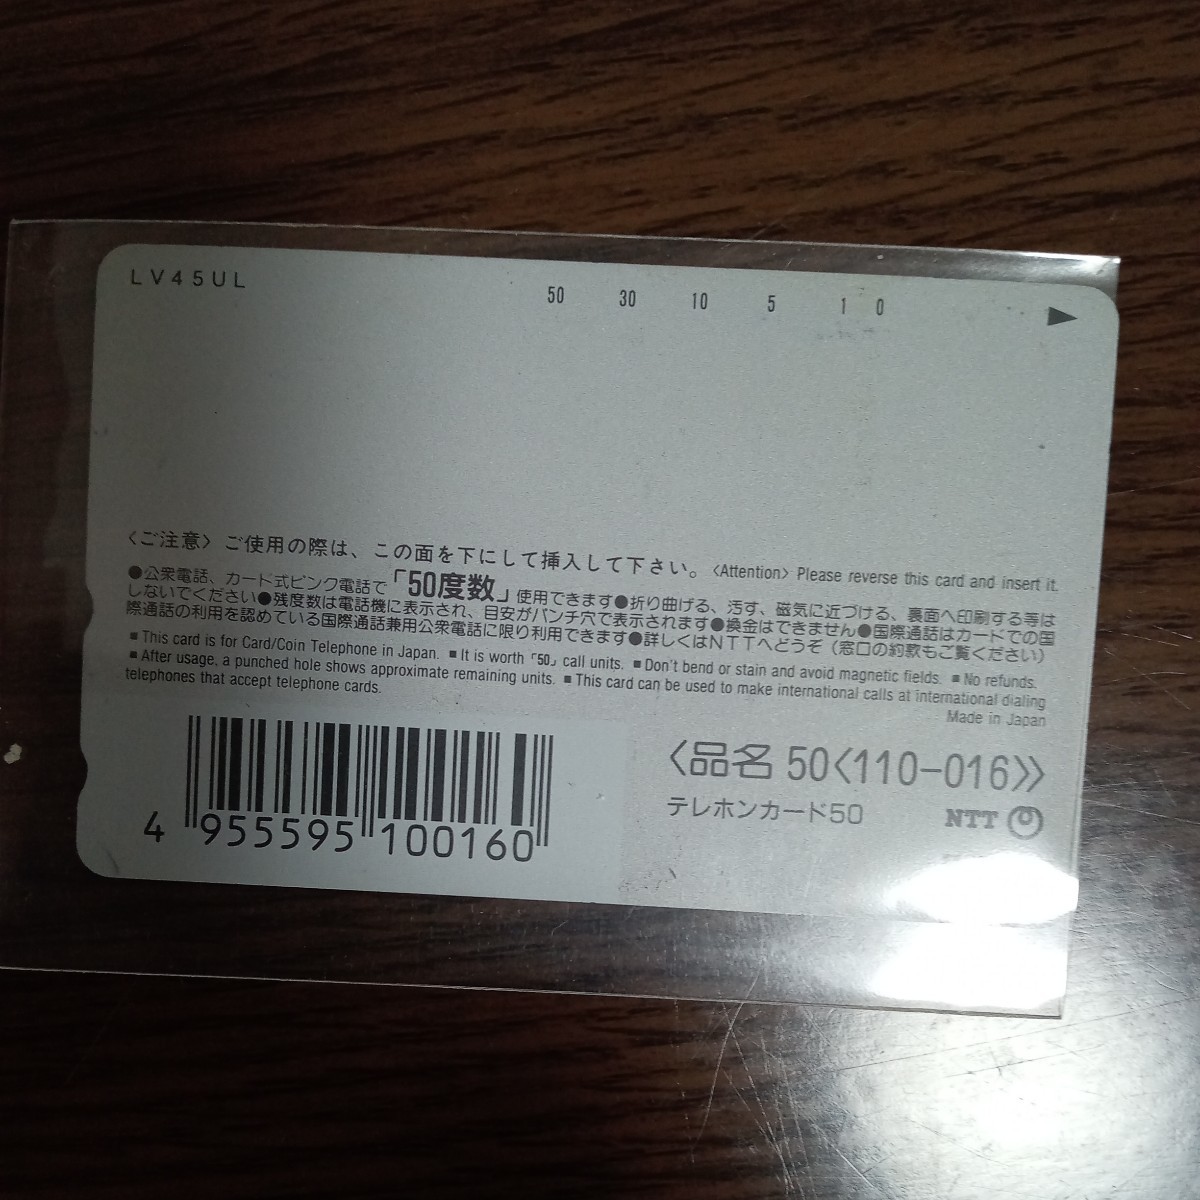 LV45UL
50 30 10 5 1 0
〈ご注意〉ご使用の際は、この面を下にして挿入して下さい。〈Attention〉Please reverse this card and insert it.
●公衆電話、カード式ピンク電話で「50度数」使用できます●折り曲げる、汚す、磁気に近づける、裏面へ印刷する等は
しないでください●残度数は電話機に表示され、目安がパンチ穴で表示されます●換金はできません●国際通話はカードでの国
際通話の利用を認めている国際通話兼用公衆電話に限り利用できます●詳しくはNTTへどうぞ（窓口の約款もご覧ください）
■This card is for Card/Coin Telephone in Japan. ■It is worth「50」call units. ■Don't bend or stain and avoid magnetic fields. ■No refunds.
■After usage, a punched hole shows approximate remaining units. ■This card can be used to make international calls at international dialing
telephones that accept telephone cards.
Made in Japan
〈品名 50〈110-016〉〉
テレホンカード50
NTT
4 955595 100160